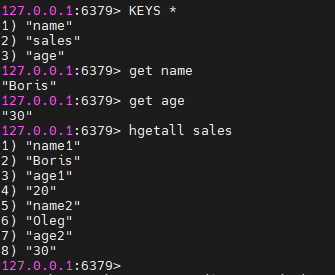 127.0.0.1:6379> KEYS *
1) "name"
2) "sales"
3) "age"
127.0.0.1:6379> get name
"Boris"
127.0.0.1:6379> get age
"30"
127.0.0.1:6379> hgetall sales
1) "name1"
2) "Boris"
3) "age1"
4) "20"
5) "name2"
6) "Oleg"
7) "age2"
8) "30"
127.0.0.1:6379>